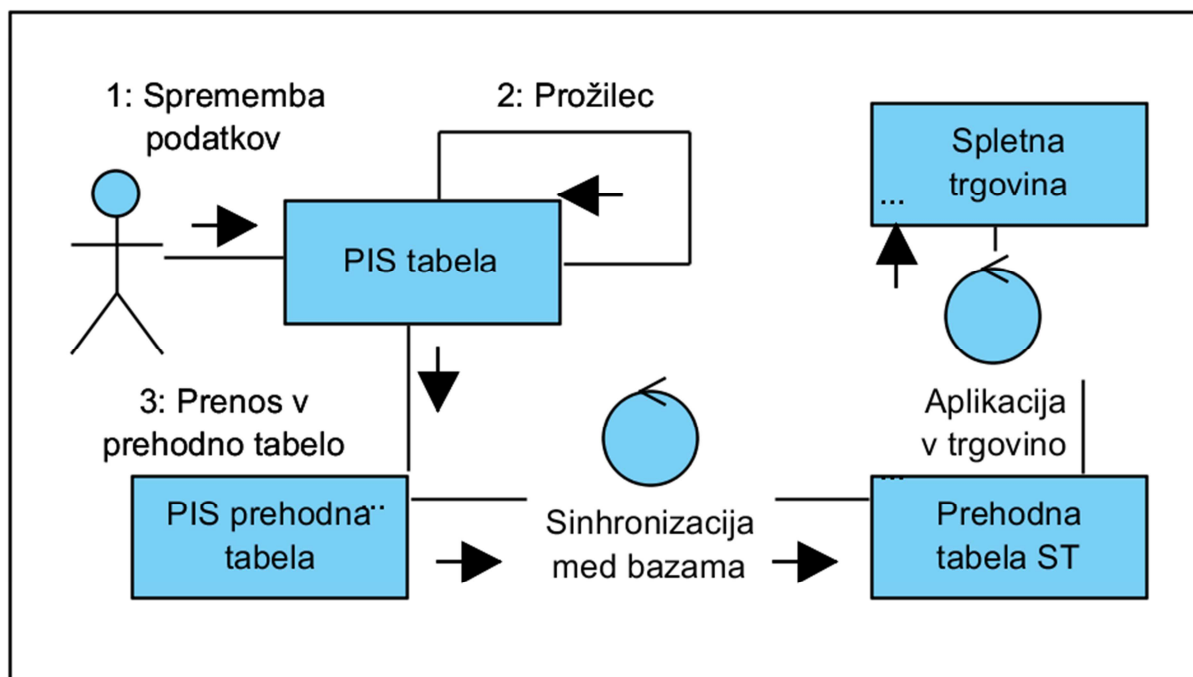 1: Sprememba
podatkov
2: Prožilec
Spletna
trgovina
...
PIS tabela
3: Prenos v
prehodno tabelo
Aplikacija
v trgovino
PIS prehodna..
tabela
Sinhronizacija
med bazama
...
Prehodna
tabela ST